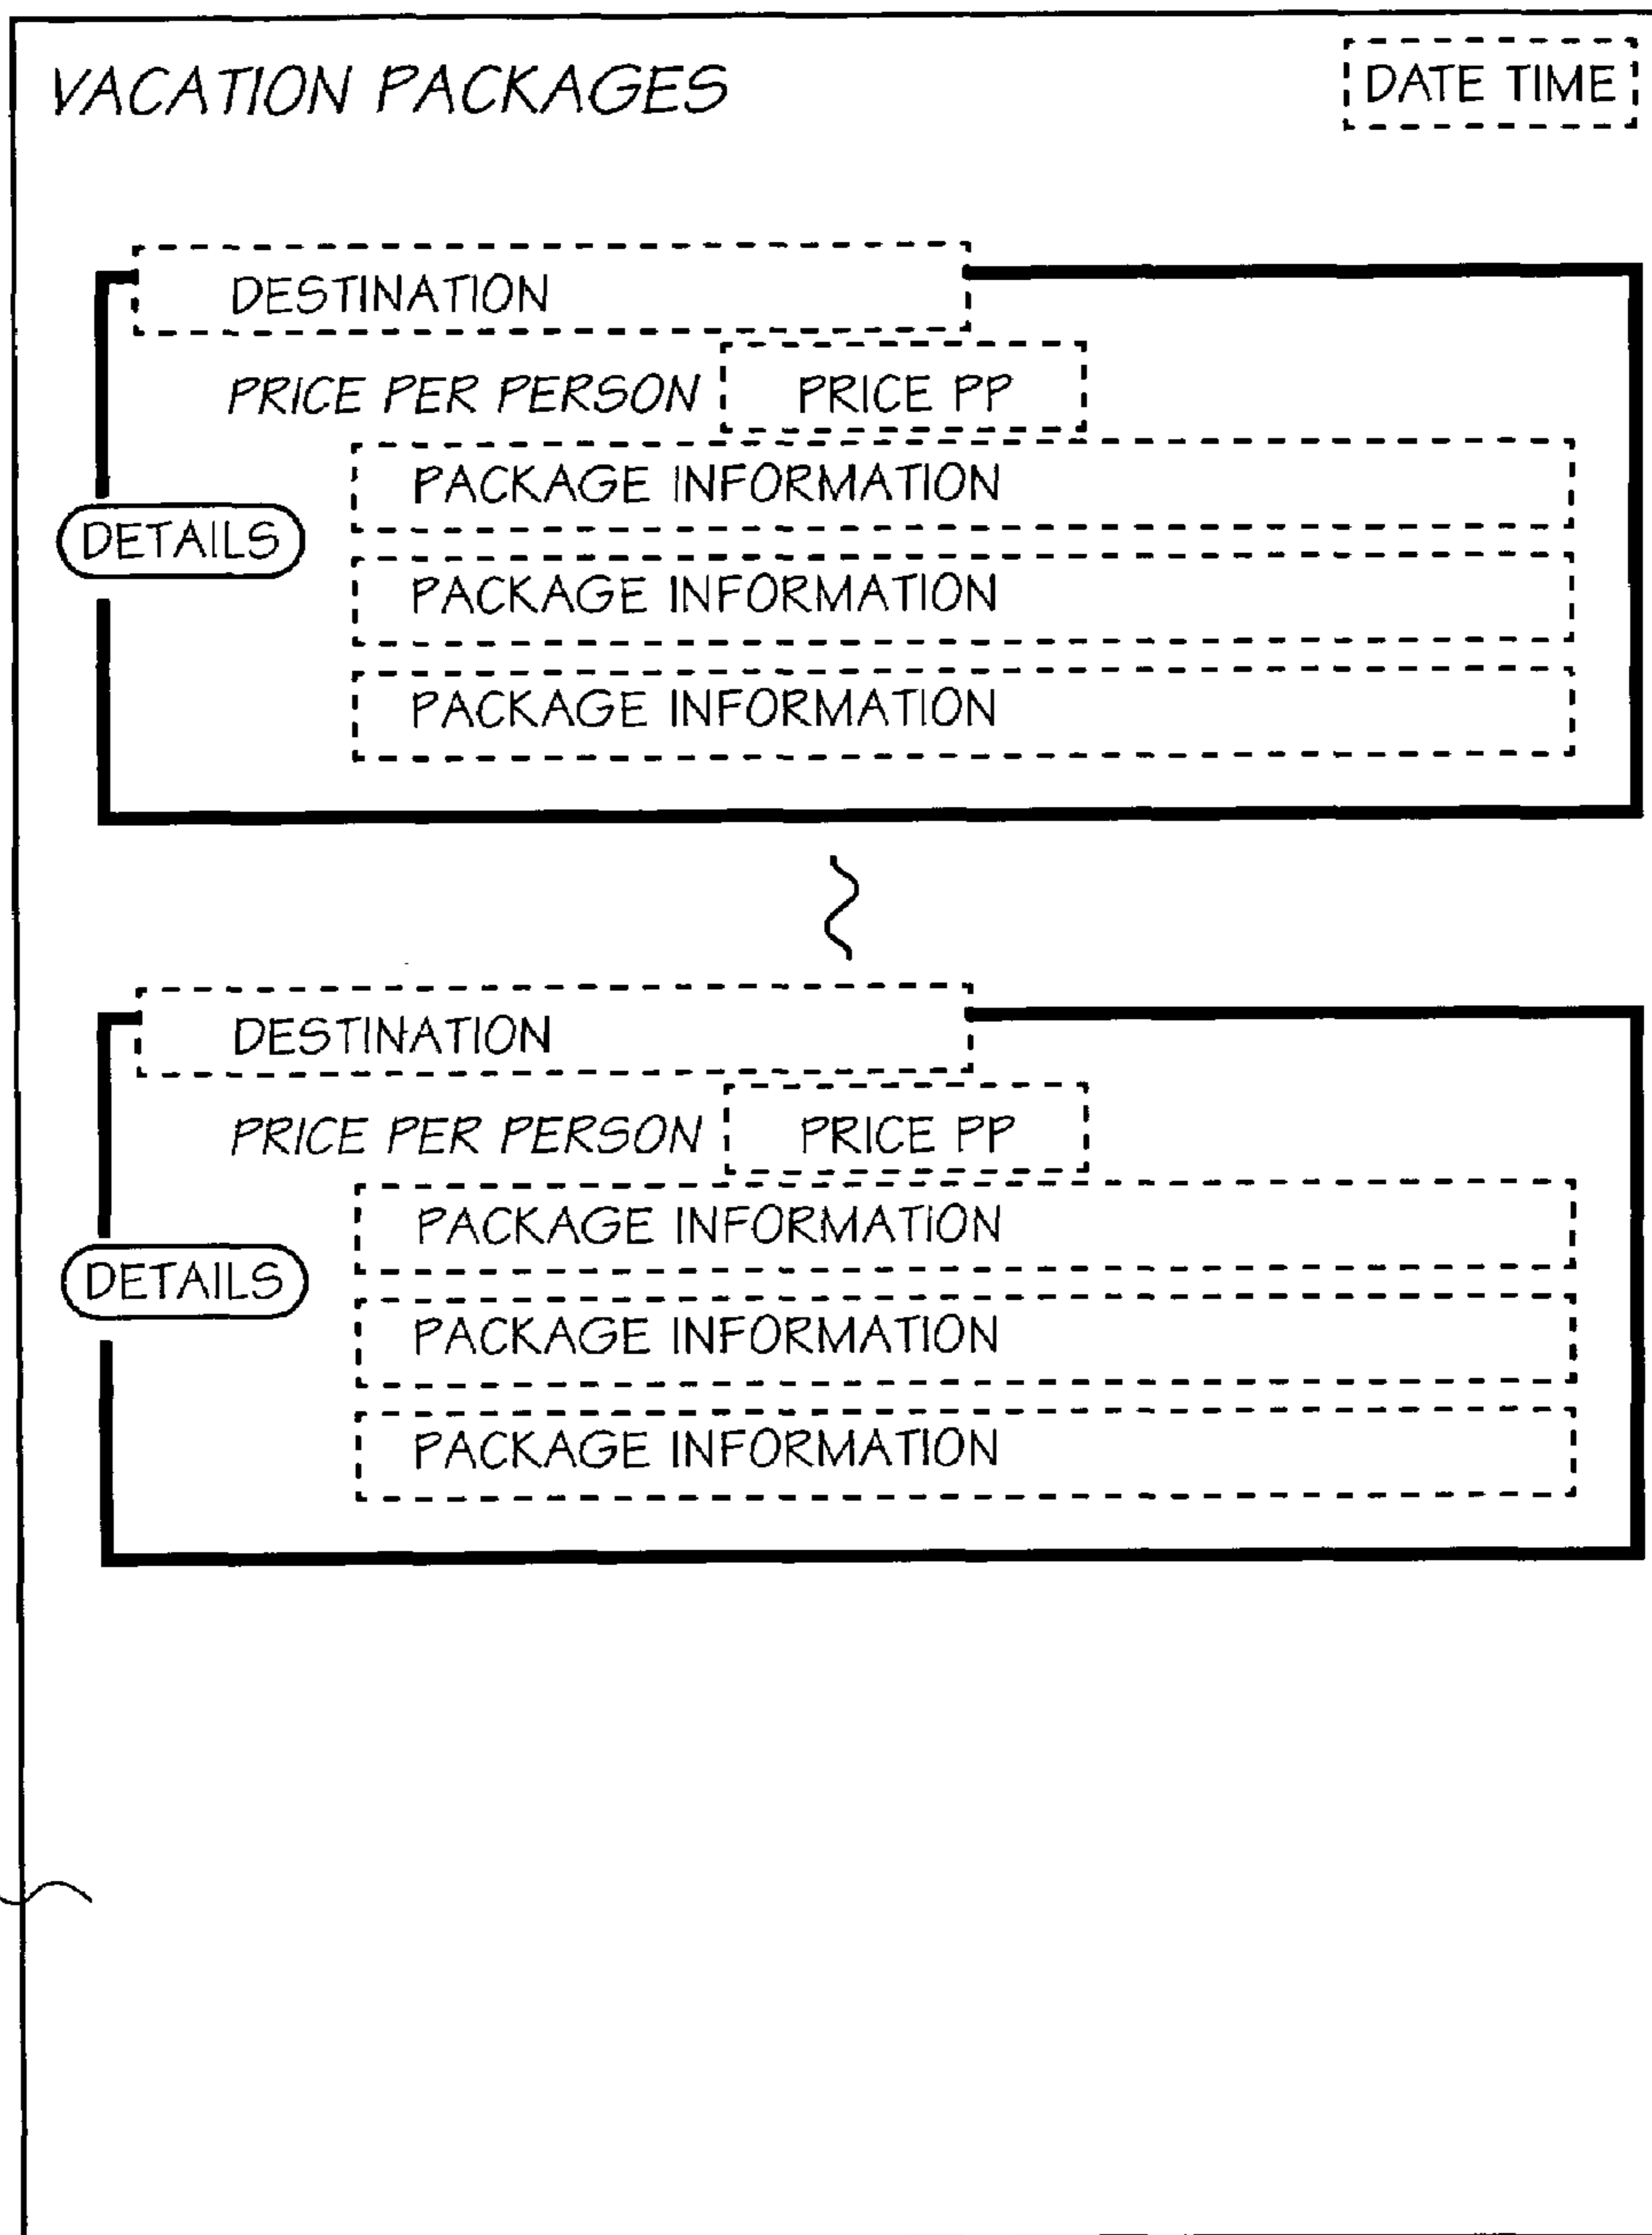 VACATION PACKAGES DATE TIME
DESTINATION
PRICE PER PERSON PRICE PP
PACKAGE INFORMATION
DETAILS
PACKAGE INFORMATION
PACKAGE INFORMATION
DESTINATION
PRICE PER PERSON PRICE PP
PACKAGE INFORMATION
DETAILS
PACKAGE INFORMATION
PACKAGE INFORMATION